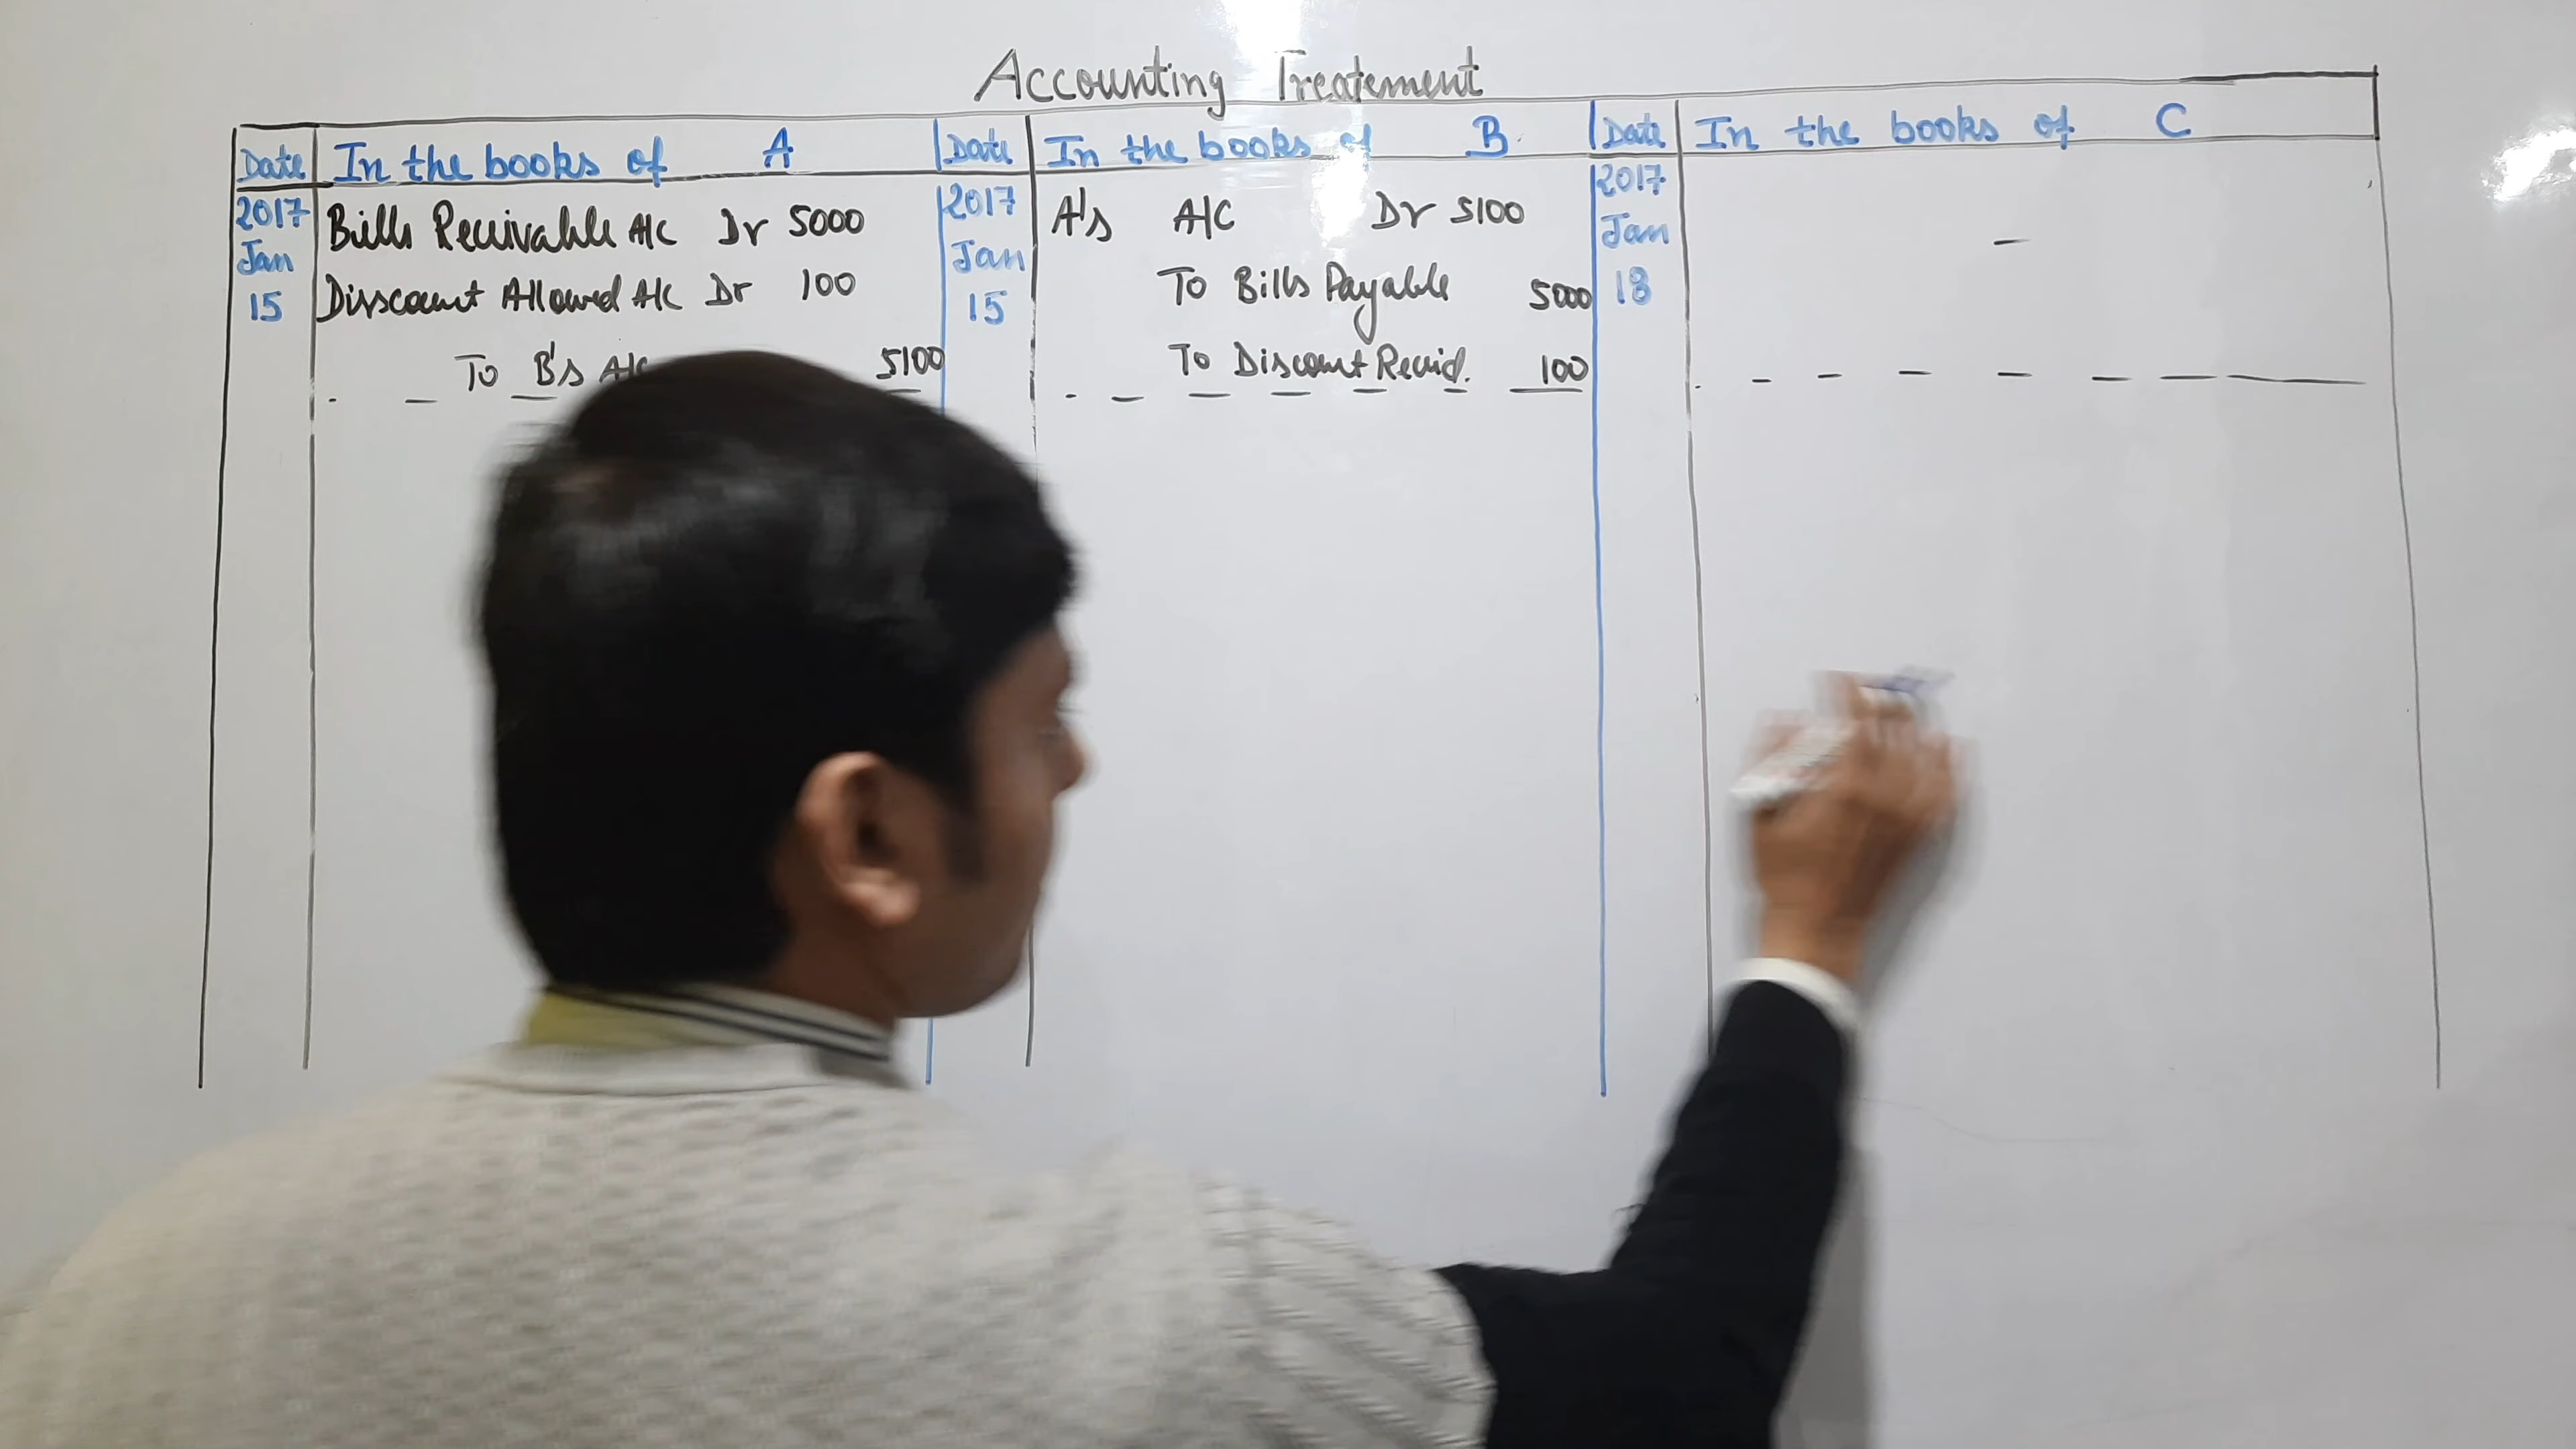 Accounting Treatement
Date In the books of A
2017 Jan 15
Bills Receivable A/c Dr 5000
Disscount Allowed A/c Dr 100
To B's A/c 5100
Date In the books of B
2017 Jan 15
A's A/C Dr 5100
To Bills Payable 5000
To Discount Recvid. 100
Date In the books of C
2017 Jan 18